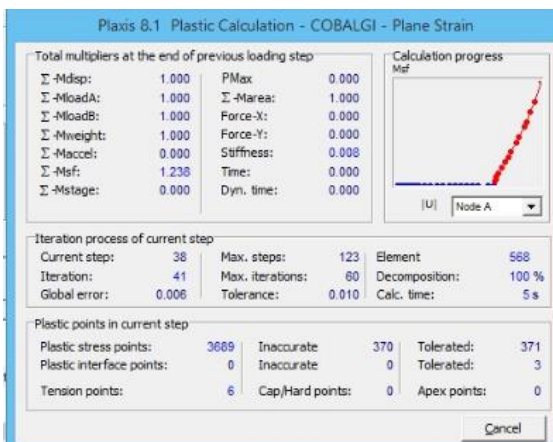 Plaxis 8.1 Plastic Calculation - COBALGI - Plane Strain
Total multipliers at the end of previous loading step
Σ -Mdisp: 1.000 PMax 0.000
Σ -MloadA: 1.000 Σ -Marea: 1.000
Σ -MloadB: 1.000 Force-X: 0.000
Σ -Mweight: 1.000 Force-Y: 0.000
Σ -Maccel: 0.000 Stiffness: 0.008
Σ -Msf: 1.238 Time: 0.000
Σ -Mstage: 0.000 Dyn. time: 0.000
Calculation progress
Msf
|U| Node A
Iteration process of current step
Current step: 38 Max. steps: 123 Element 568
Iteration: 41 Max. iterations: 60 Decomposition: 100 %
Global error: 0.006 Tolerance: 0.010 Calc. time: 5 s
Plastic points in current step
Plastic stress points: 3689 Inaccurate 370 Tolerated: 371
Plastic interface points: 0 Inaccurate 0 Tolerated: 3
Tension points: 6 Cap/Hard points: 0 Apex points: 0
Cancel